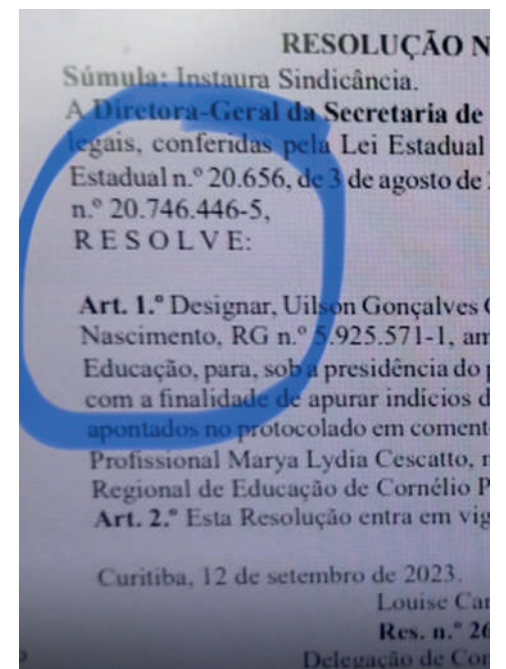 RESOLUÇÃO N
Súmula: Instaura Sindicância.
A Diretora-Geral da Secretaria de
legais, conferidas pela Lei Estadual
Estadual n.º 20.656, de 3 de agosto de
n.º 20.746.446-5,
R E S O L V E:
Art. 1.º Designar, Uilson Gonçalves
Nascimento, RG n.º 5.925.571-1, am
Educação, para, sob a presidência do p
com a finalidade de apurar indícios d
apontados no protocolado em coment
Profissional Marya Lydia Cescatto, n
Regional de Educação de Cornélio P
Art. 2.º Esta Resolução entra em vig
Curitiba, 12 de setembro de 2023.
Louise Car
Res. n.º 26
Delegação de Con